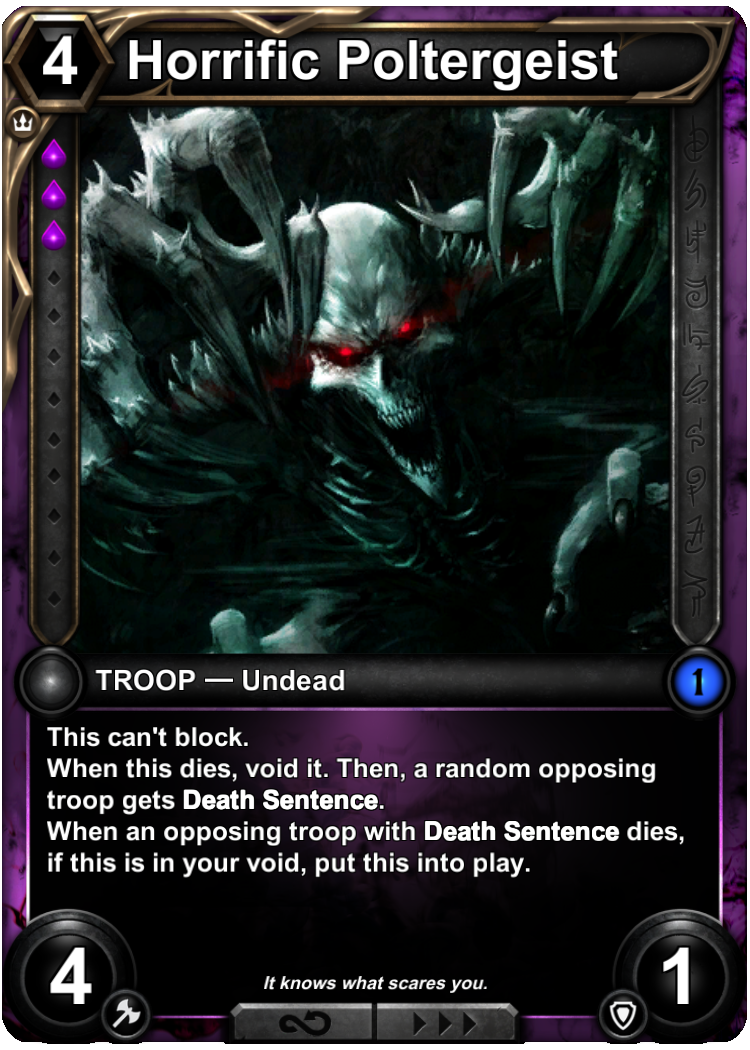 4
Horrific Poltergeist
TROOP — Undead
1
This can't block.
When this dies, void it. Then, a random opposing
troop gets Death Sentence.
When an opposing troop with Death Sentence dies,
if this is in your void, put this into play.
It knows what scares you.
4
1